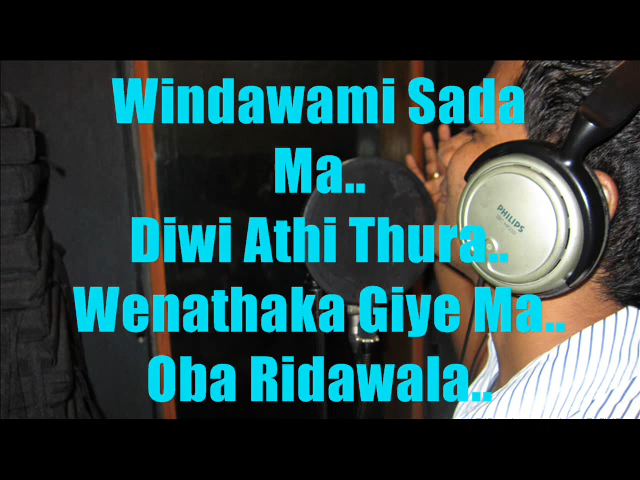 Windawami Sada
Ma..
Diwi Athi Thura..
Wenathaka Giye Ma..
Oba Ridawala..
PHILIPS